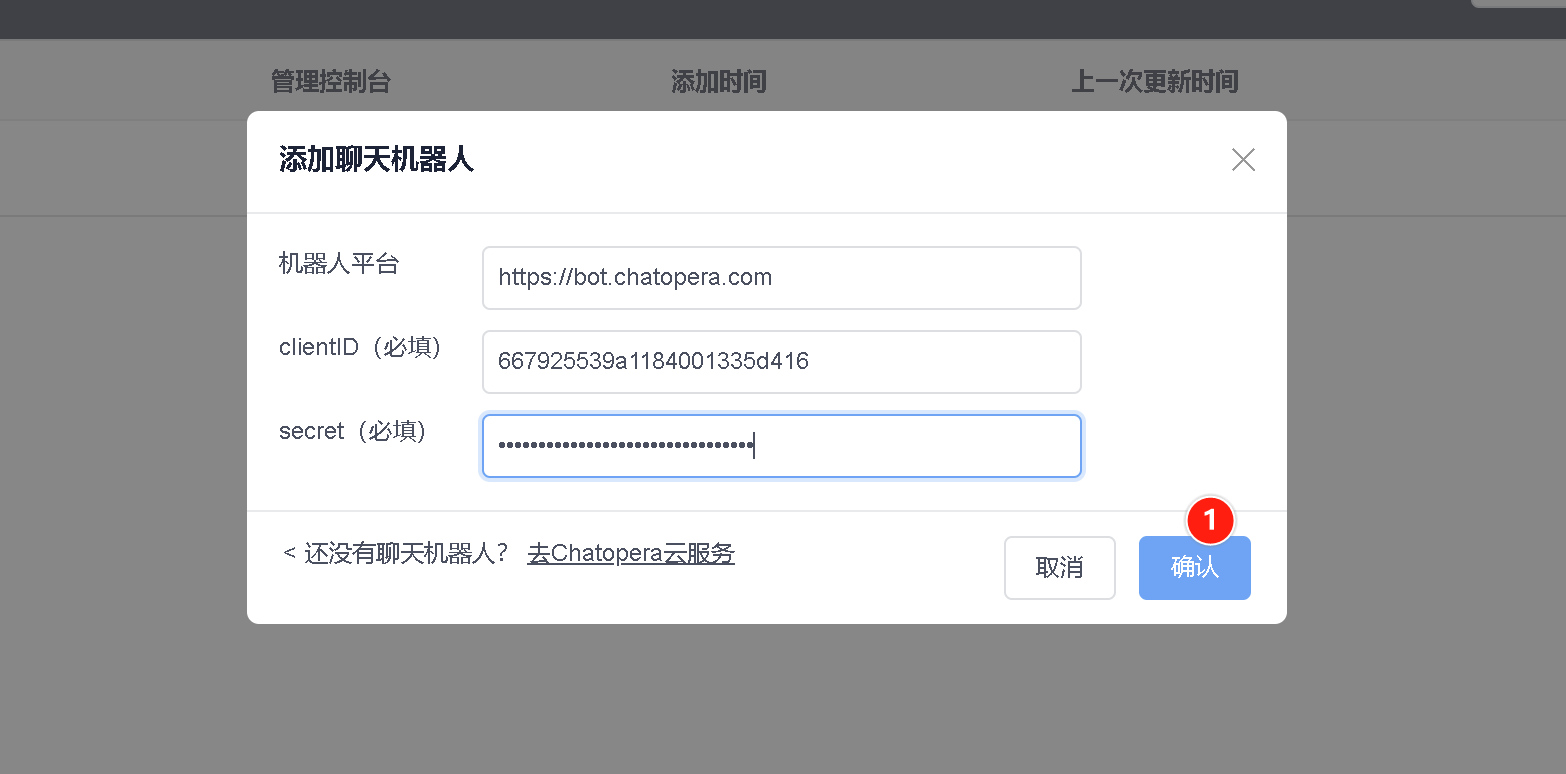 管理控制台 添加时间 上一次更新时间
添加聊天机器人
机器人平台 https://bot.chatopera.com
clientID（必填） 667925539a1184001335d416
secret（必填） ••••••••••••••••••••••••••••••••
1
< 还没有聊天机器人？ 去Chatopera云服务
取消 确认